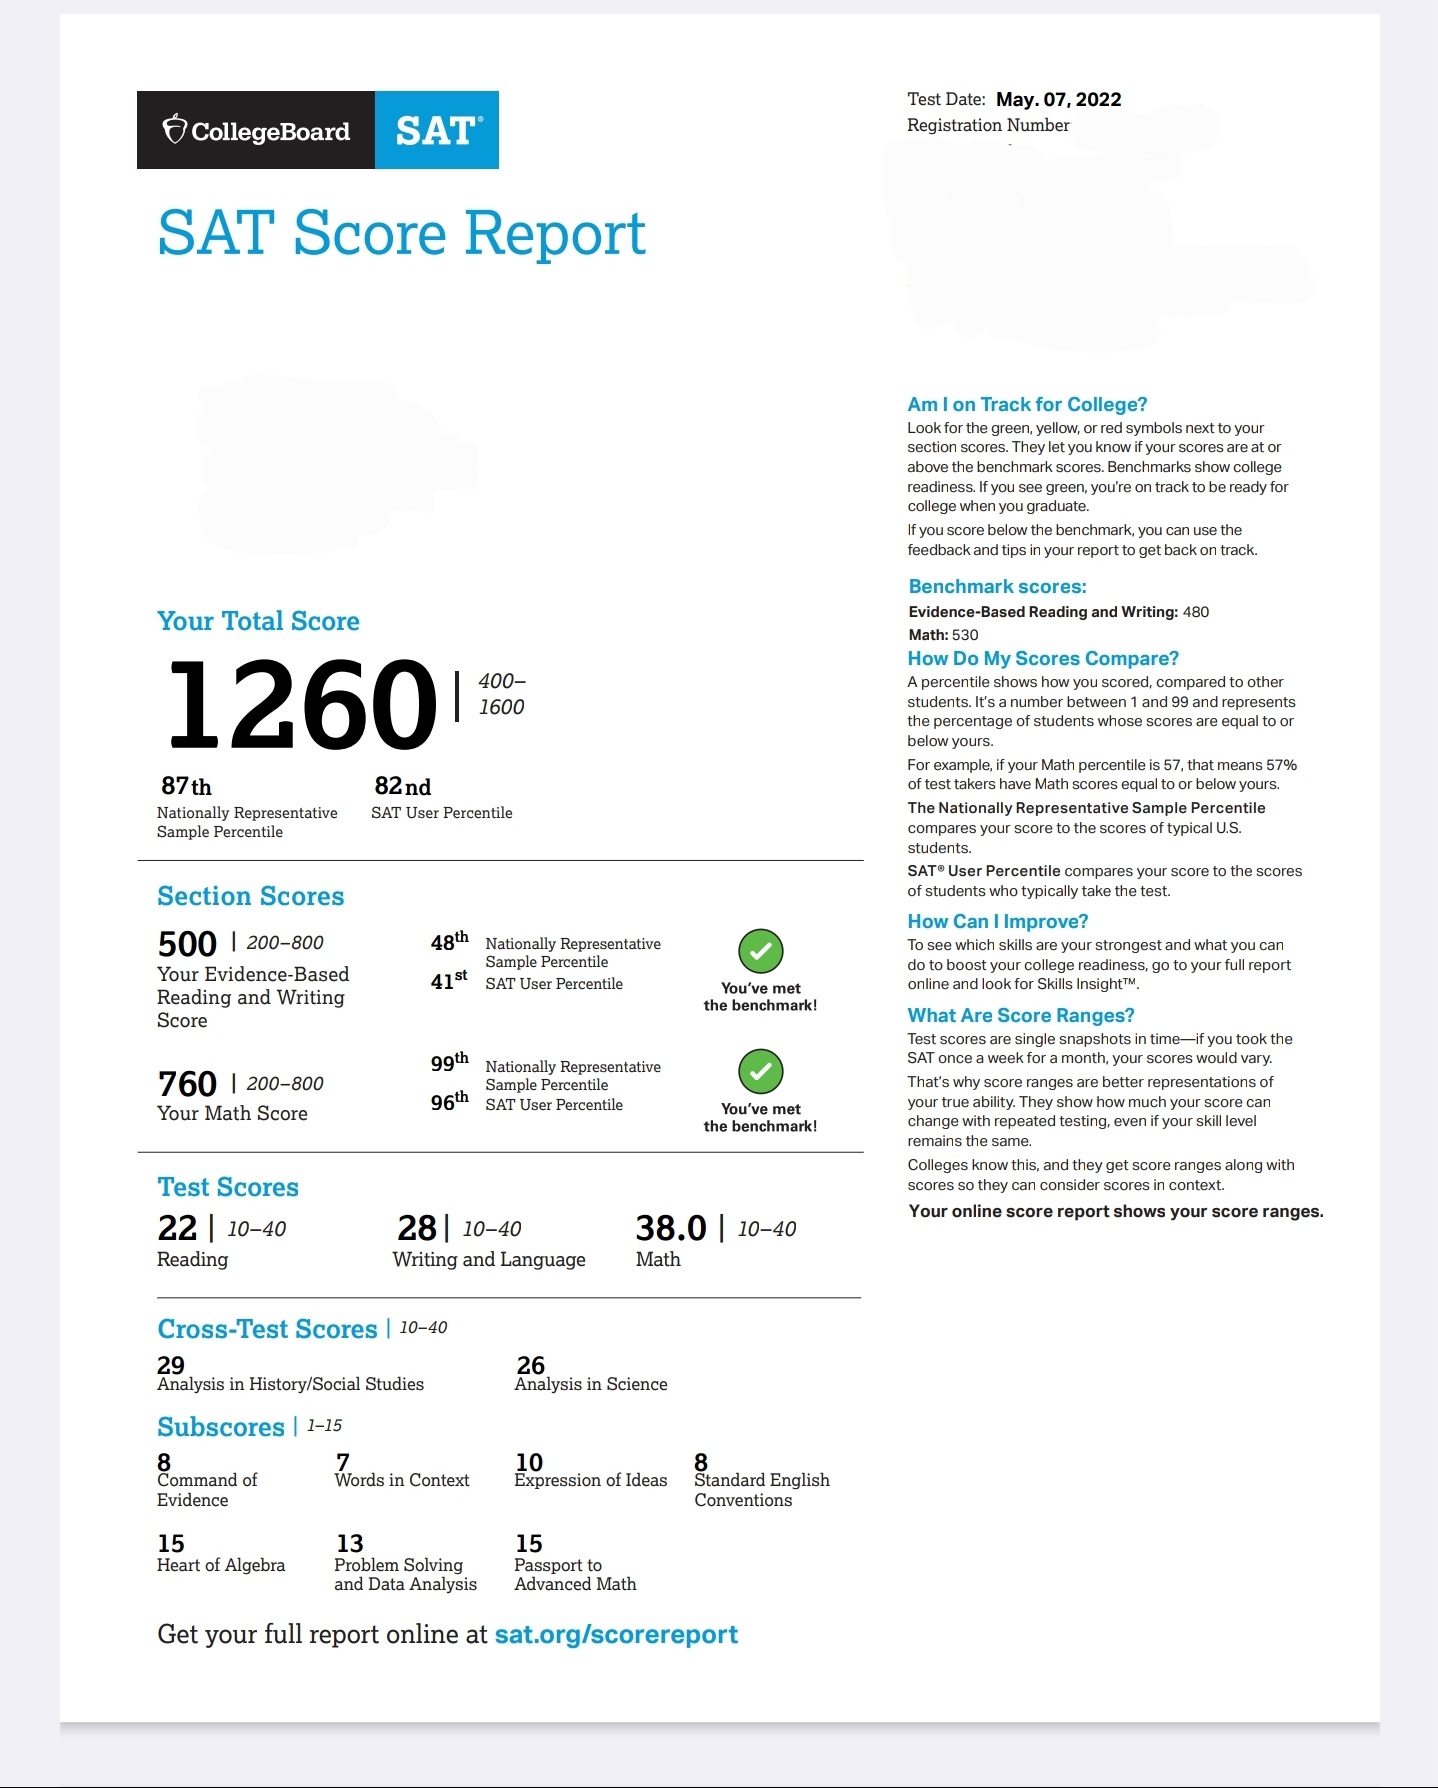 CollegeBoard SAT®
SAT Score Report
Test Date: May. 07, 2022
Registration Number
Your Total Score
1260 | 400–
1600
87th
Nationally Representative
Sample Percentile
82nd
SAT User Percentile
Section Scores
500 | 200–800
Your Evidence-Based
Reading and Writing
Score
48th Nationally Representative
Sample Percentile
41st SAT User Percentile
You've met
the benchmark!
760 | 200–800
Your Math Score
99th Nationally Representative
Sample Percentile
96th SAT User Percentile
You've met
the benchmark!
Test Scores
22 | 10–40
Reading
28 | 10–40
Writing and Language
38.0 | 10–40
Math
Cross-Test Scores | 10–40
29
Analysis in History/Social Studies
26
Analysis in Science
Subscores | 1–15
8
Command of
Evidence
7
Words in Context
10
Expression of Ideas
8
Standard English
Conventions
15
Heart of Algebra
13
Problem Solving
and Data Analysis
15
Passport to
Advanced Math
Get your full report online at sat.org/scorereport
Am I on Track for College?
Look for the green, yellow, or red symbols next to your
section scores. They let you know if your scores are at or
above the benchmark scores. Benchmarks show college
readiness. If you see green, you're on track to be ready for
college when you graduate.
If you score below the benchmark, you can use the
feedback and tips in your report to get back on track.
Benchmark scores:
Evidence-Based Reading and Writing: 480
Math: 530
How Do My Scores Compare?
A percentile shows how you scored, compared to other
students. It's a number between 1 and 99 and represents
the percentage of students whose scores are equal to or
below yours.
For example, if your Math percentile is 57, that means 57%
of test takers have Math scores equal to or below yours.
The Nationally Representative Sample Percentile
compares your score to the scores of typical U.S.
students.
SAT® User Percentile compares your score to the scores
of students who typically take the test.
How Can I Improve?
To see which skills are your strongest and what you can
do to boost your college readiness, go to your full report
online and look for Skills Insight™.
What Are Score Ranges?
Test scores are single snapshots in time—if you took the
SAT once a week for a month, your scores would vary.
That's why score ranges are better representations of
your true ability. They show how much your score can
change with repeated testing, even if your skill level
remains the same.
Colleges know this, and they get score ranges along with
scores so they can consider scores in context.
Your online score report shows your score ranges.